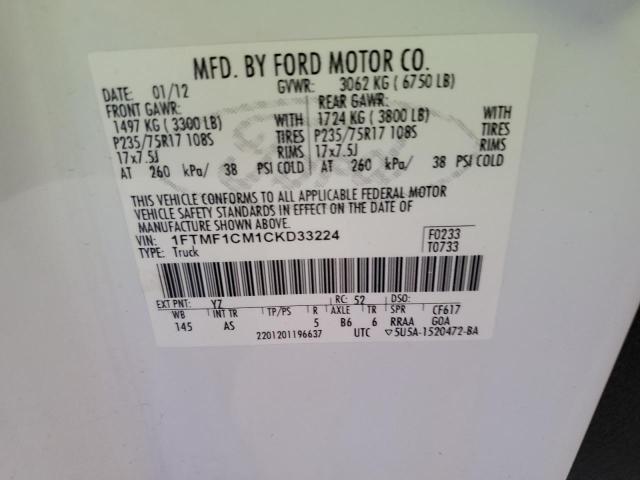 MFD. BY FORD MOTOR CO.
DATE: 01/12 GVWR: 3062 KG ( 6750 LB)
FRONT GAWR: REAR GAWR:
1497 KG ( 3300 LB) WITH 1724 KG ( 3800 LB) WITH
P235/75R17 108S TIRES P235/75R17 108S TIRES
17x7.5J RIMS 17x7.5J RIMS
AT 260 kPa/ 38 PSI COLD AT 260 kPa/ 38 PSI COLD
THIS VEHICLE CONFORMS TO ALL APPLICABLE FEDERAL MOTOR
VEHICLE SAFETY STANDARDS IN EFFECT ON THE DATE OF
MANUFACTURE SHOWN ABOVE.
VIN: 1FTMF1CM1CKD33224 F0233
TYPE: Truck T0733
EXT PNT: YZ RC: 52 DSO:
WB INT TR TP/PS R AXLE TR SPR CF617
145 AS 5 B6 6 RRAA GOA
2201201196637 UTC ▽5U5A-1520472-BA